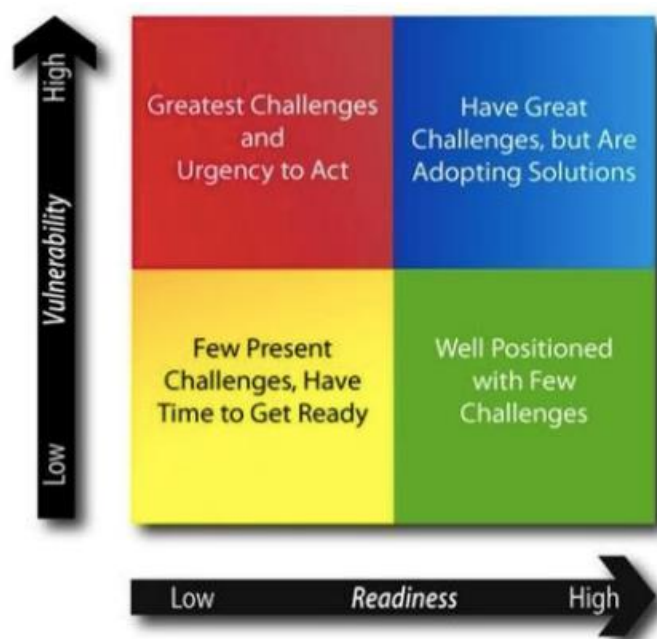 High
Vulnerability
Low
Greatest Challenges
and
Urgency to Act
Have Great
Challenges, but Are
Adopting Solutions
Few Present
Challenges, Have
Time to Get Ready
Well Positioned
with Few
Challenges
Low Readiness High